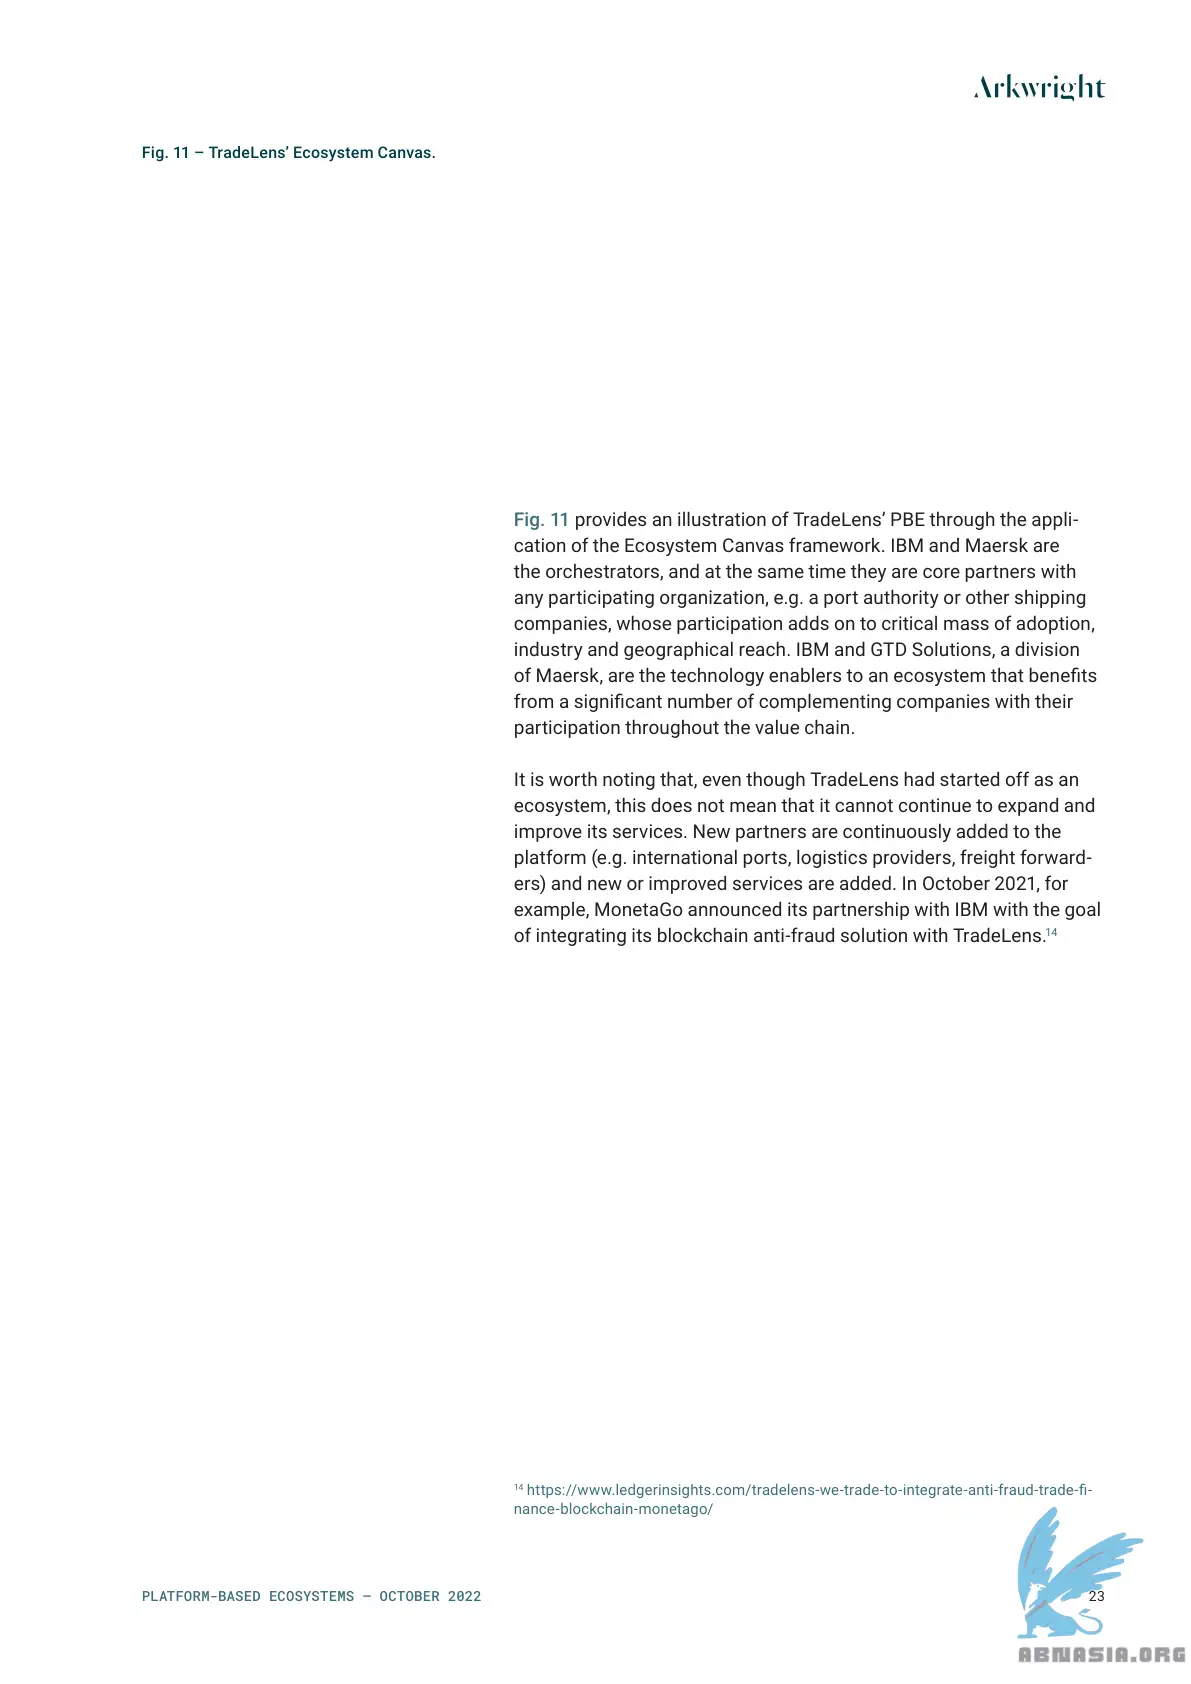 Arkwright
Fig. 11 – TradeLens’ Ecosystem Canvas.
Fig. 11 provides an illustration of TradeLens’ PBE through the appli-
cation of the Ecosystem Canvas framework. IBM and Maersk are
the orchestrators, and at the same time they are core partners with
any participating organization, e.g. a port authority or other shipping
companies, whose participation adds on to critical mass of adoption,
industry and geographical reach. IBM and GTD Solutions, a division
of Maersk, are the technology enablers to an ecosystem that benefits
from a significant number of complementing companies with their
participation throughout the value chain.
It is worth noting that, even though TradeLens had started off as an
ecosystem, this does not mean that it cannot continue to expand and
improve its services. New partners are continuously added to the
platform (e.g. international ports, logistics providers, freight forward-
ers) and new or improved services are added. In October 2021, for
example, MonetaGo announced its partnership with IBM with the goal
of integrating its blockchain anti-fraud solution with TradeLens.14
14 https://www.ledgerinsights.com/tradelens-we-trade-to-integrate-anti-fraud-trade-fi-
nance-blockchain-monetago/
PLATFORM-BASED ECOSYSTEMS – OCTOBER 2022
23
ABNASIA.ORG